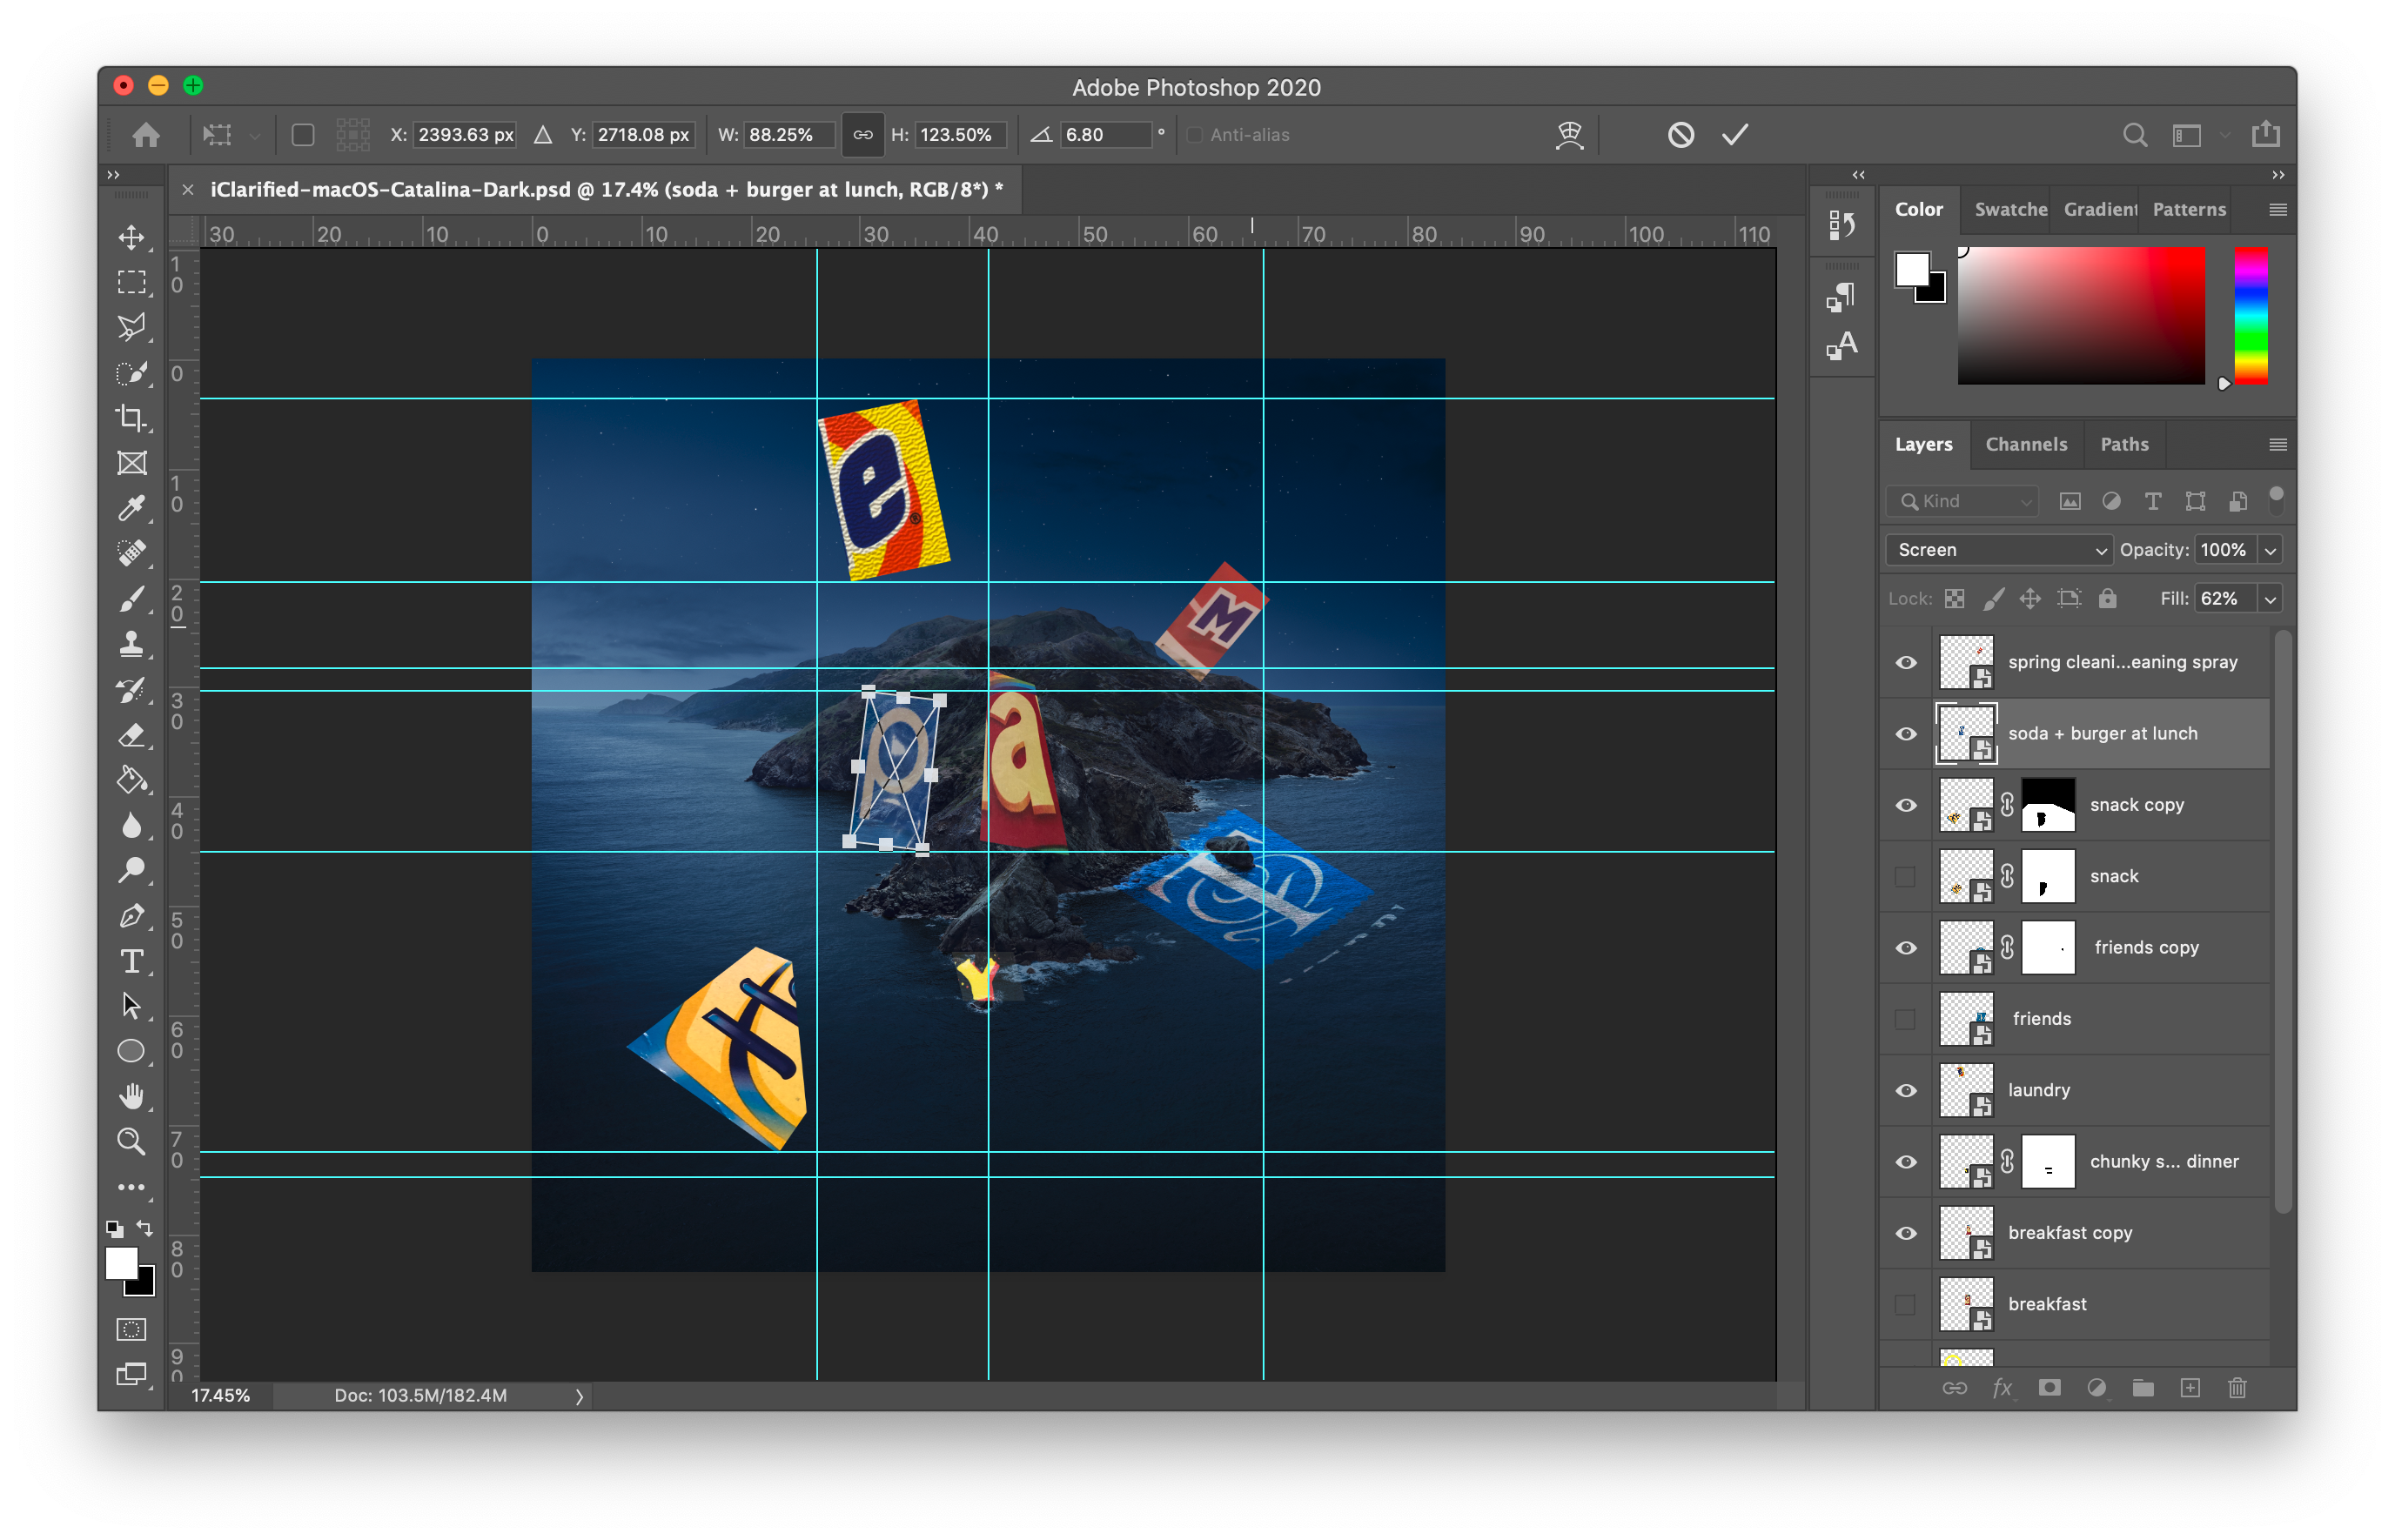 Adobe Photoshop 2020
X: 2393.63 px Y: 2718.08 px W: 88.25% H: 123.50% 6.80 ° Anti-alias
iClarified-macOS-Catalina-Dark.psd @ 17.4% (soda + burger at lunch, RGB/8*) *
30 20 10 0 10 20 30 40 50 60 70 80 90 100 110
10
0
10
20
30
40
50
60
70
80
90
e
®
M
p
a
Y
17.45% Doc: 103.5M/182.4M
Color Swatche Gradient Patterns
Layers Channels Paths
Kind
Screen Opacity: 100%
Lock: Fill: 62%
spring cleani...eaning spray
soda + burger at lunch
snack copy
snack
friends copy
friends
laundry
chunky s... dinner
breakfast copy
breakfast
fx